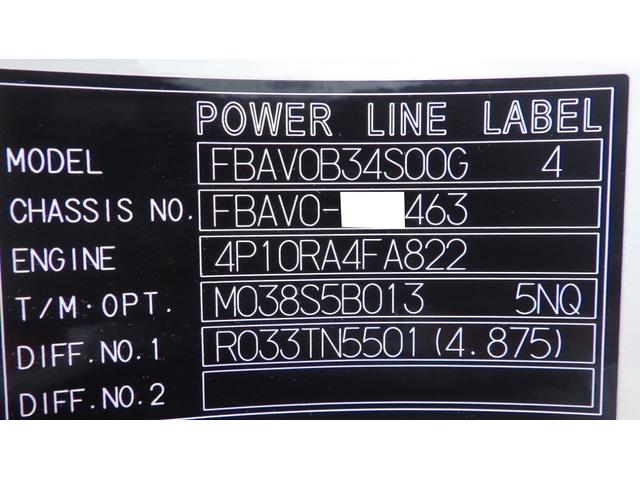 POWER LINE LABEL
MODEL FBAV0B34S00G 4
CHASSIS NO. FBAV0- 463
ENGINE 4P10RA4FA822
T/M·OPT. M038S5B013 5NQ
DIFF.NO.1 R033TN5501(4.875)
DIFF.NO.2